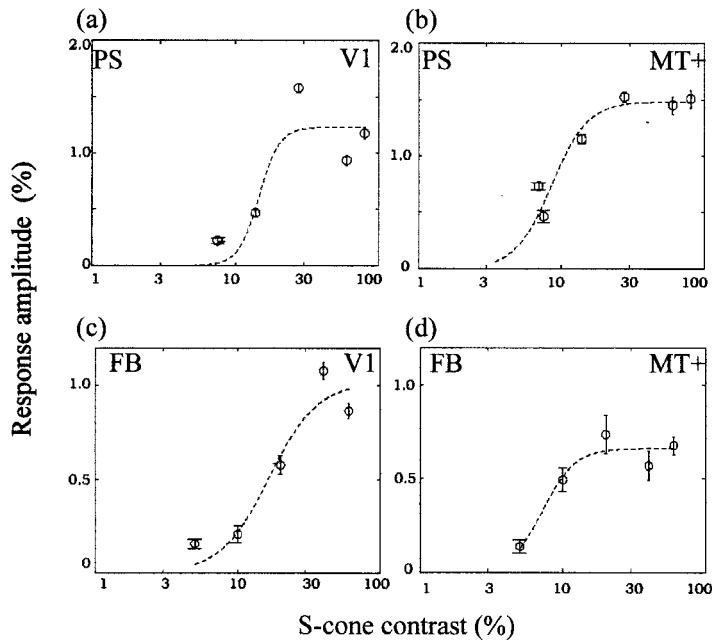 (a)
PS V1
2.0
1.0
0
1 3 10 30 100
(b)
PS MT+
2.0
1.0
0
1 3 10 30 100
(c)
FB V1
1.0
0.5
0
1 3 10 30 100
(d)
FB MT+
1.0
0.5
0
1 3 10 30 100
Response amplitude (%)
S-cone contrast (%)